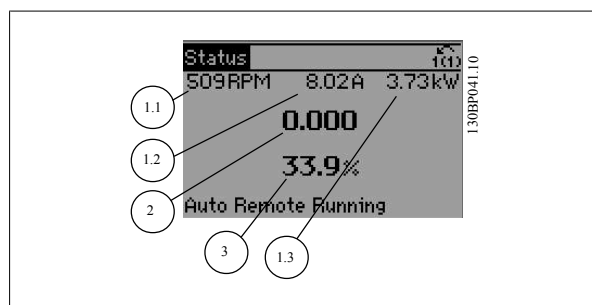 Status 1(1)
509RPM 8.02A 3.73kW
0.000
33.9%
Auto Remote Running
1.1
1.2
2
3
1.3
130BP041.10